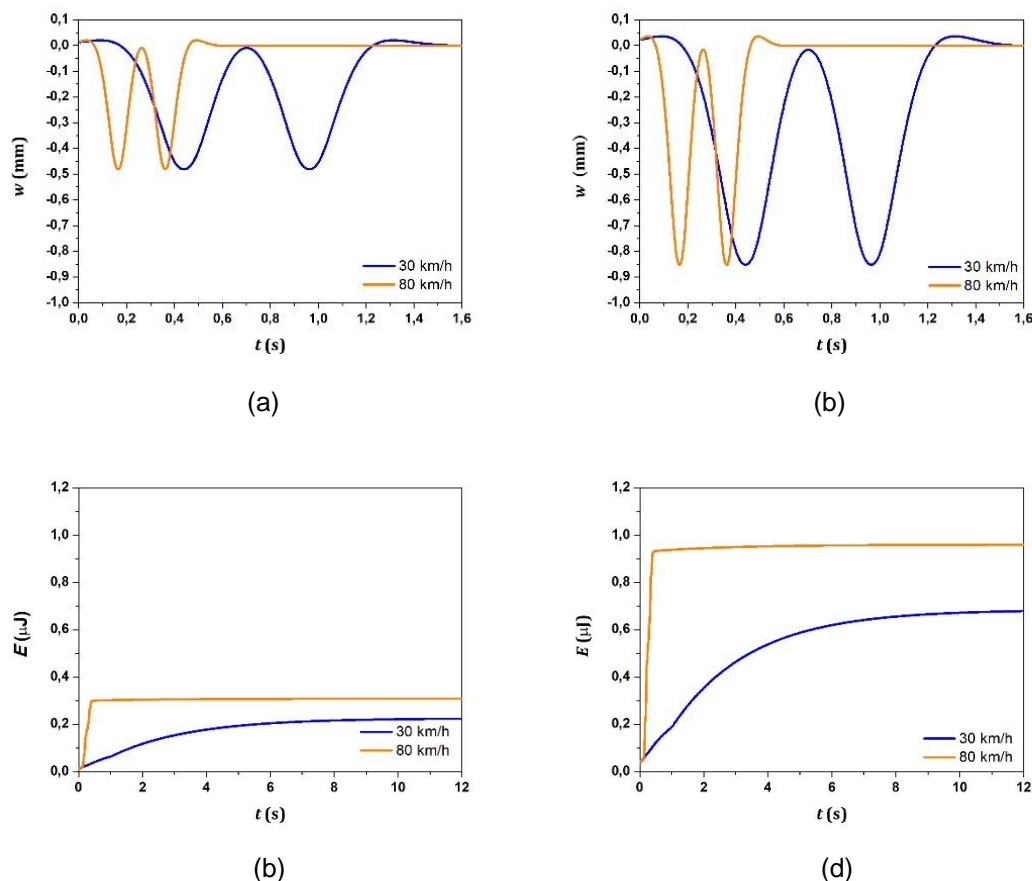 0,1
0,0
-0,1
-0,2
-0,3
-0,4
-0,5
-0,6
-0,7
-0,8
-0,9
-1,0
w (mm)
30 km/h
80 km/h
0,0 0,2 0,4 0,6 0,8 1,0 1,2 1,4 1,6
t (s)
(a)
0,1
0,0
-0,1
-0,2
-0,3
-0,4
-0,5
-0,6
-0,7
-0,8
-0,9
-1,0
w (mm)
30 km/h
80 km/h
0,0 0,2 0,4 0,6 0,8 1,0 1,2 1,4 1,6
t (s)
(b)
1,2
1,0
0,8
0,6
0,4
0,2
0,0
E (μJ)
30 km/h
80 km/h
0 2 4 6 8 10 12
t (s)
(b)
1,2
1,0
0,8
0,6
0,4
0,2
0,0
E (μJ)
30 km/h
80 km/h
0 2 4 6 8 10 12
t (s)
(d)